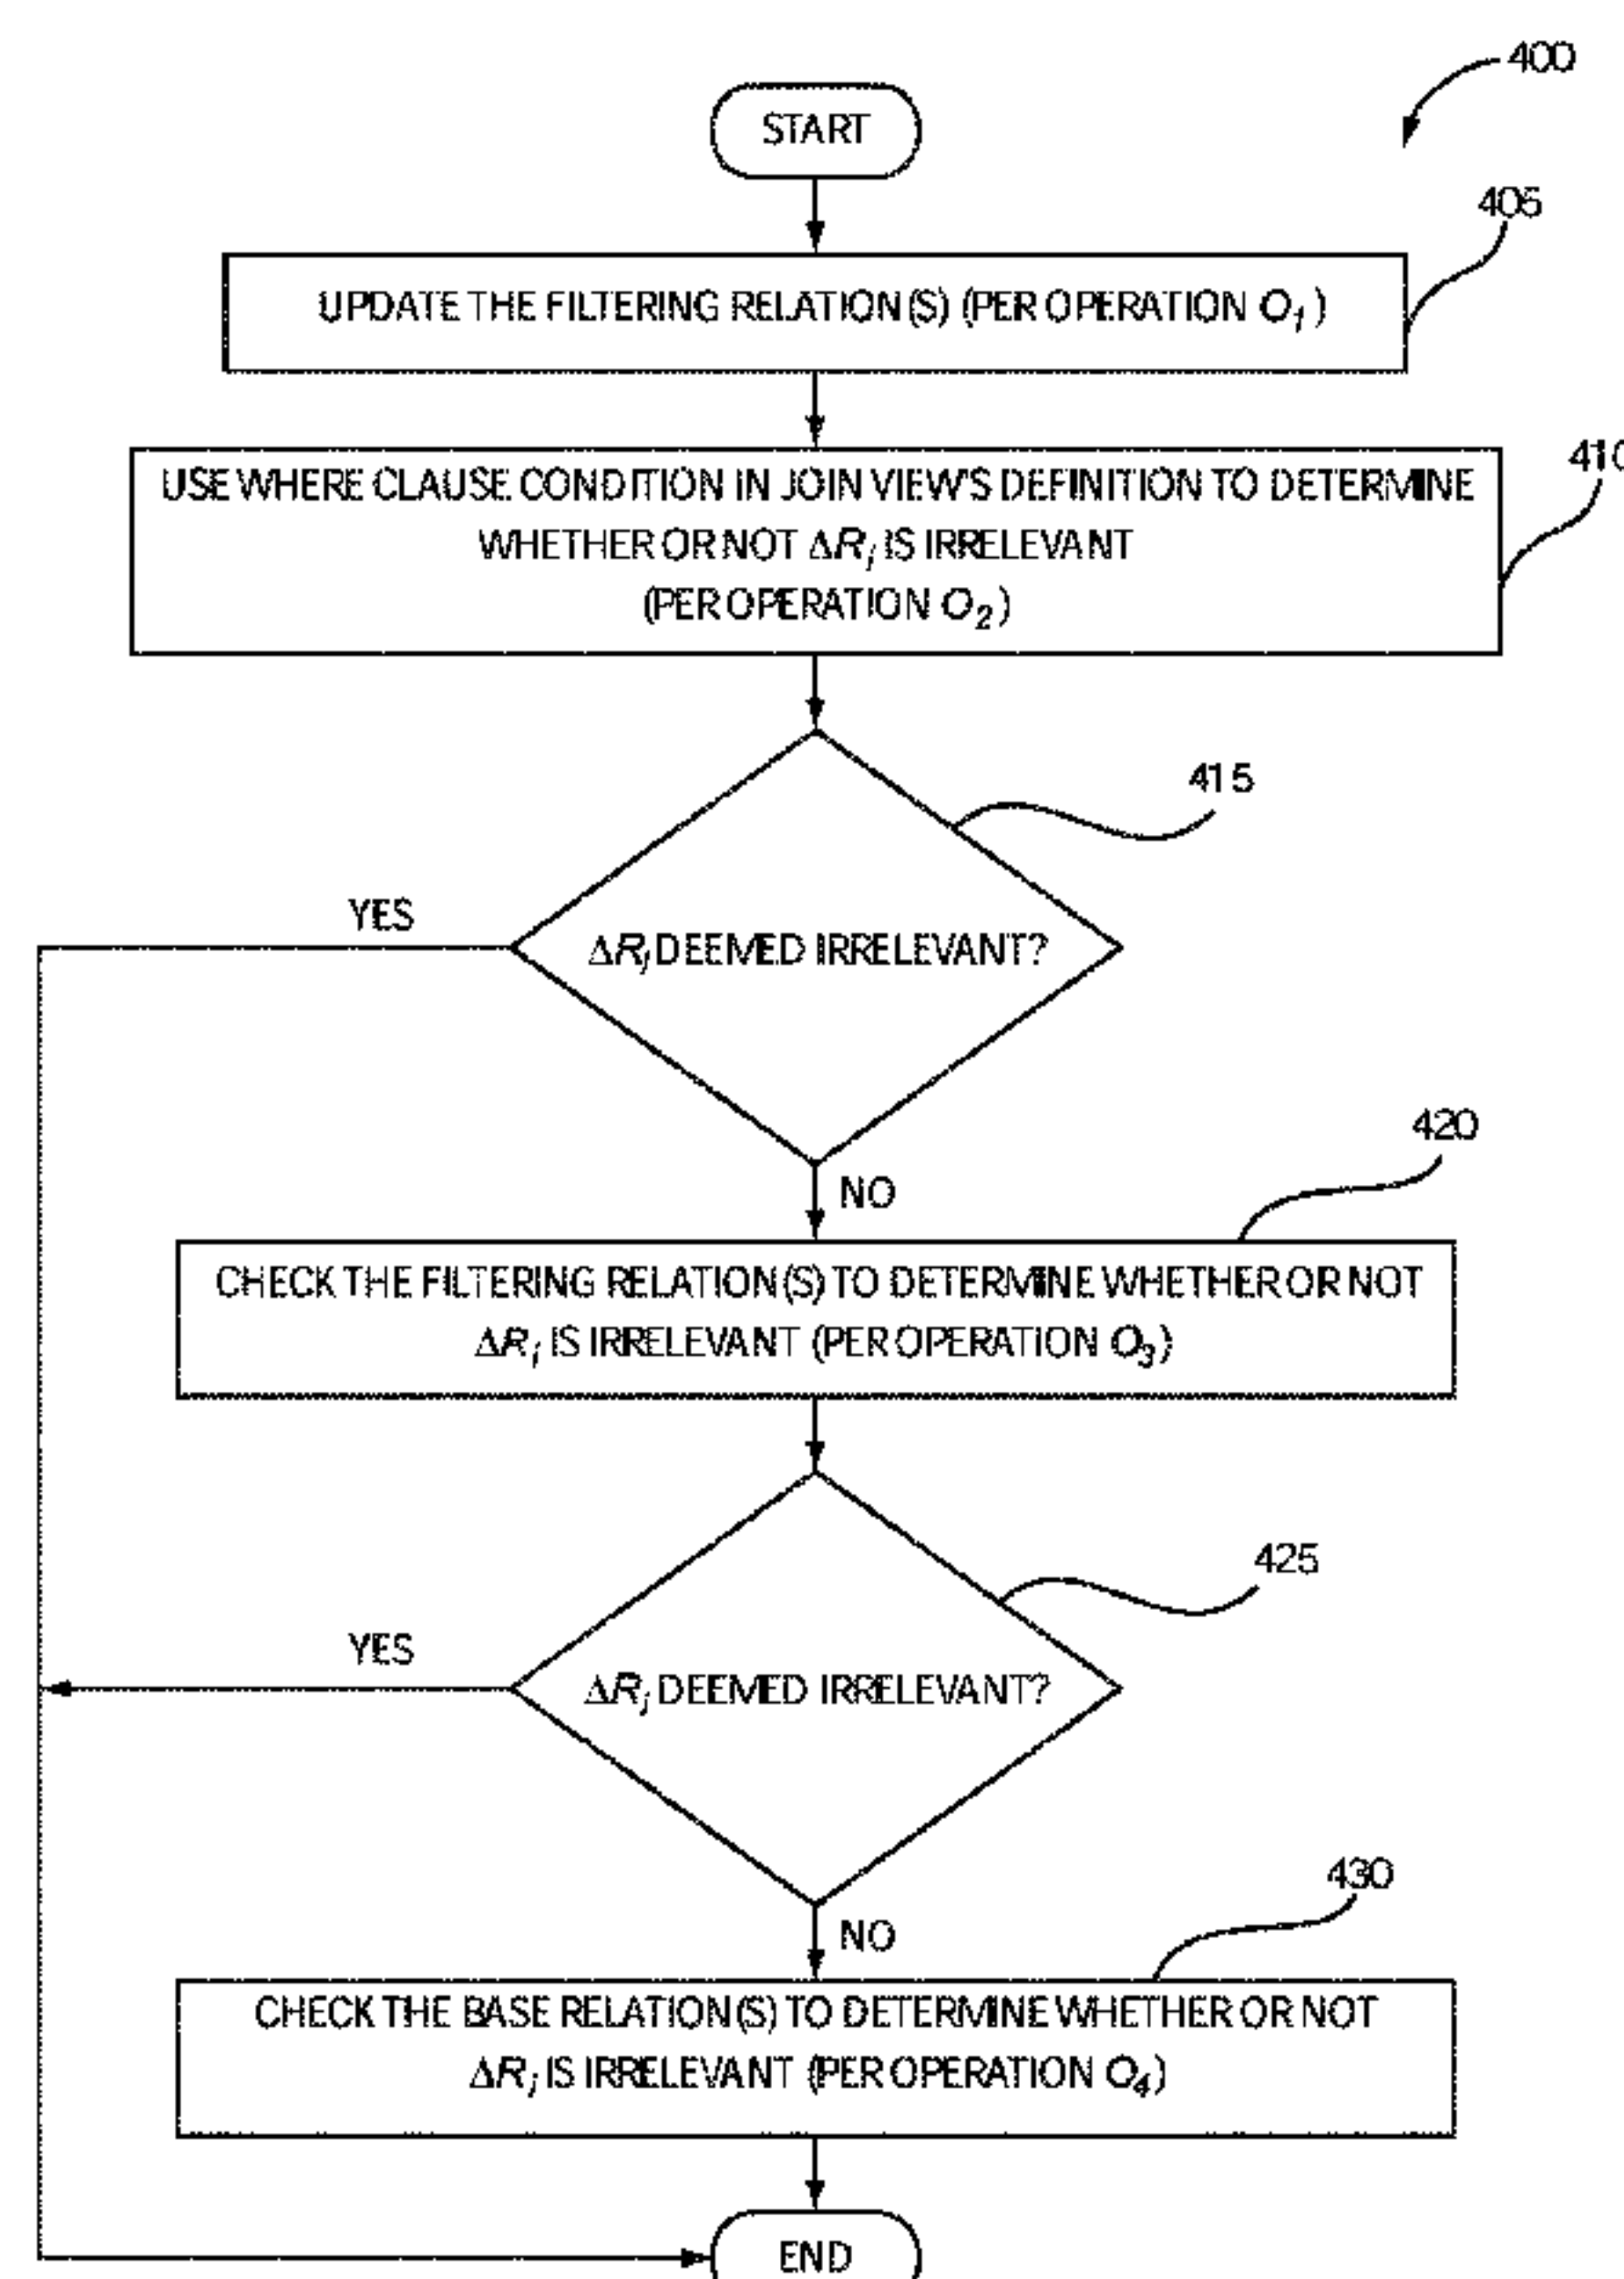 400
START
405
UPDATE THE FILTERING RELATION(S) (PER OPERATION O₁)
410
USE WHERE CLAUSE CONDITION IN JOIN VIEW'S DEFINITION TO DETERMINE
WHETHER OR NOT ΔRᵢ IS IRRELEVANT
(PER OPERATION O₂)
415
YES
ΔRᵢ DEEMED IRRELEVANT?
NO
420
CHECK THE FILTERING RELATION(S) TO DETERMINE WHETHER OR NOT
ΔRᵢ IS IRRELEVANT (PER OPERATION O₃)
425
YES
ΔRᵢ DEEMED IRRELEVANT?
NO
430
CHECK THE BASE RELATION(S) TO DETERMINE WHETHER OR NOT
ΔRᵢ IS IRRELEVANT (PER OPERATION O₄)
END